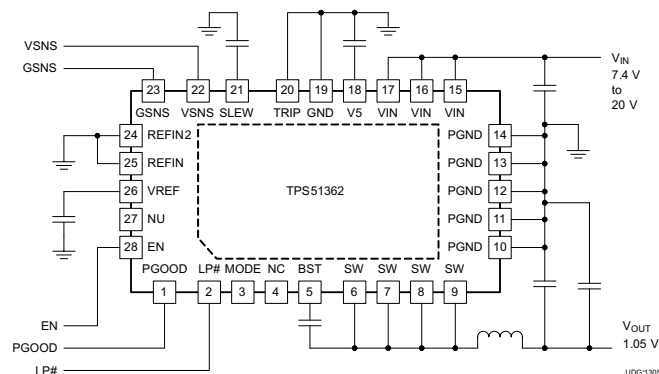 VSNS
GSNS
23 22 21 20 19 18 17 16 15
GSNS VSNS SLEW TRIP GND V5 VIN VIN VIN
V_IN
7.4 V
to
20 V
24 REFIN2
25 REFIN
26 VREF
27 NU
28 EN
TPS51362
PGND 14
PGND 13
PGND 12
PGND 11
PGND 10
PGOOD LP# MODE NC BST SW SW SW SW
1 2 3 4 5 6 7 8 9
EN
PGOOD
LP#
V_OUT
1.05 V